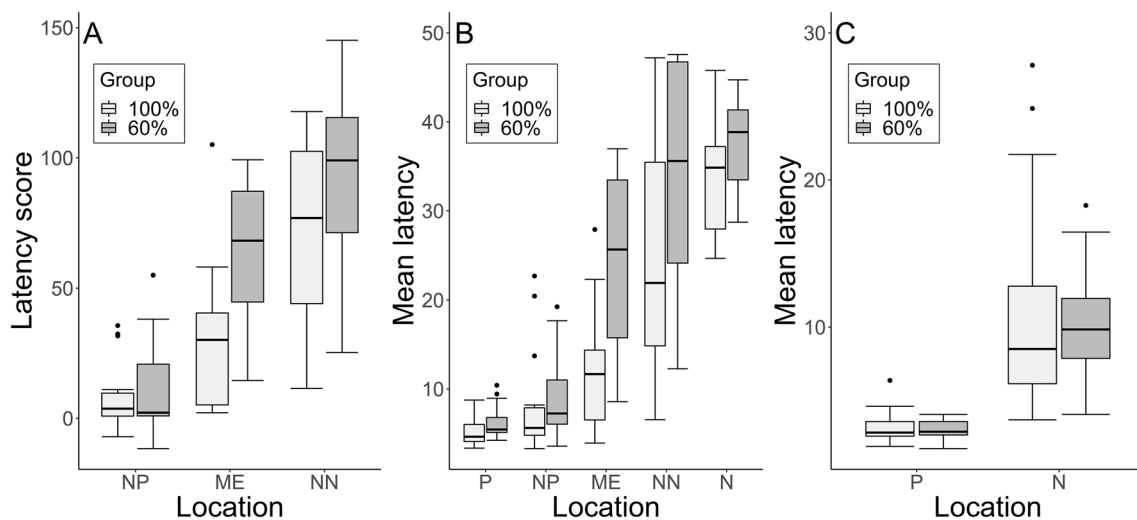 A
150
100
50
0
Latency score
Group
100%
60%
NP ME NN
Location
B
50
40
30
20
10
Mean latency
Group
100%
60%
P NP ME NN N
Location
C
30
20
10
Mean latency
Group
100%
60%
P N
Location